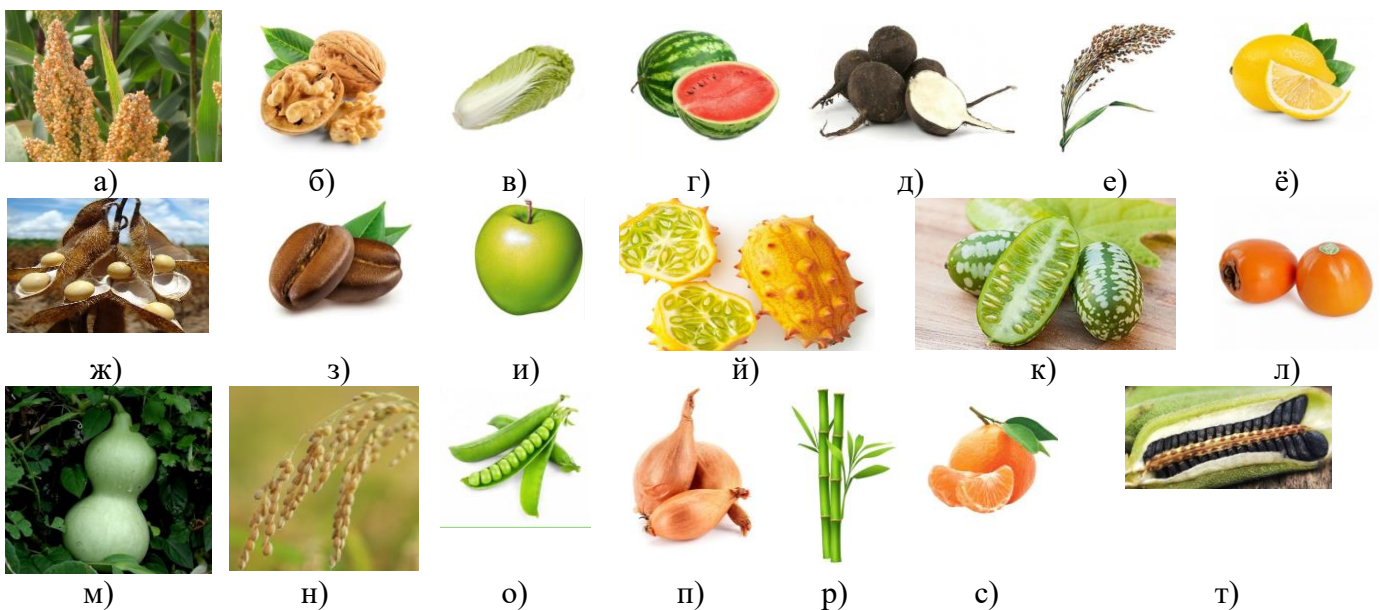 а) б) в) г) д) е) ё)
ж) з) и) й) к) л)
м) н) о) п) р) с) т)